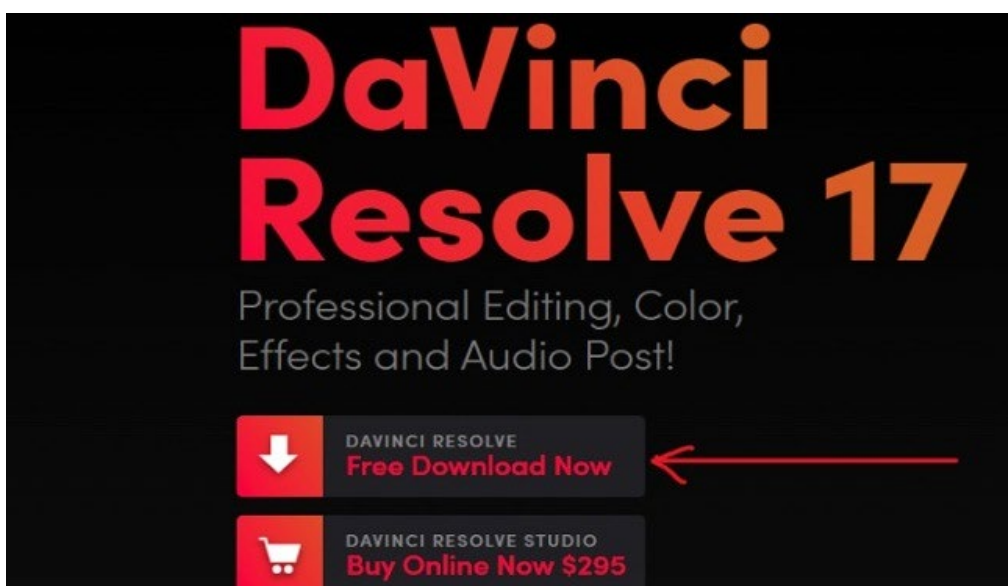 DaVinci
Resolve 17
Professional Editing, Color,
Effects and Audio Post!
DAVINCI RESOLVE
Free Download Now
DAVINCI RESOLVE STUDIO
Buy Online Now $295